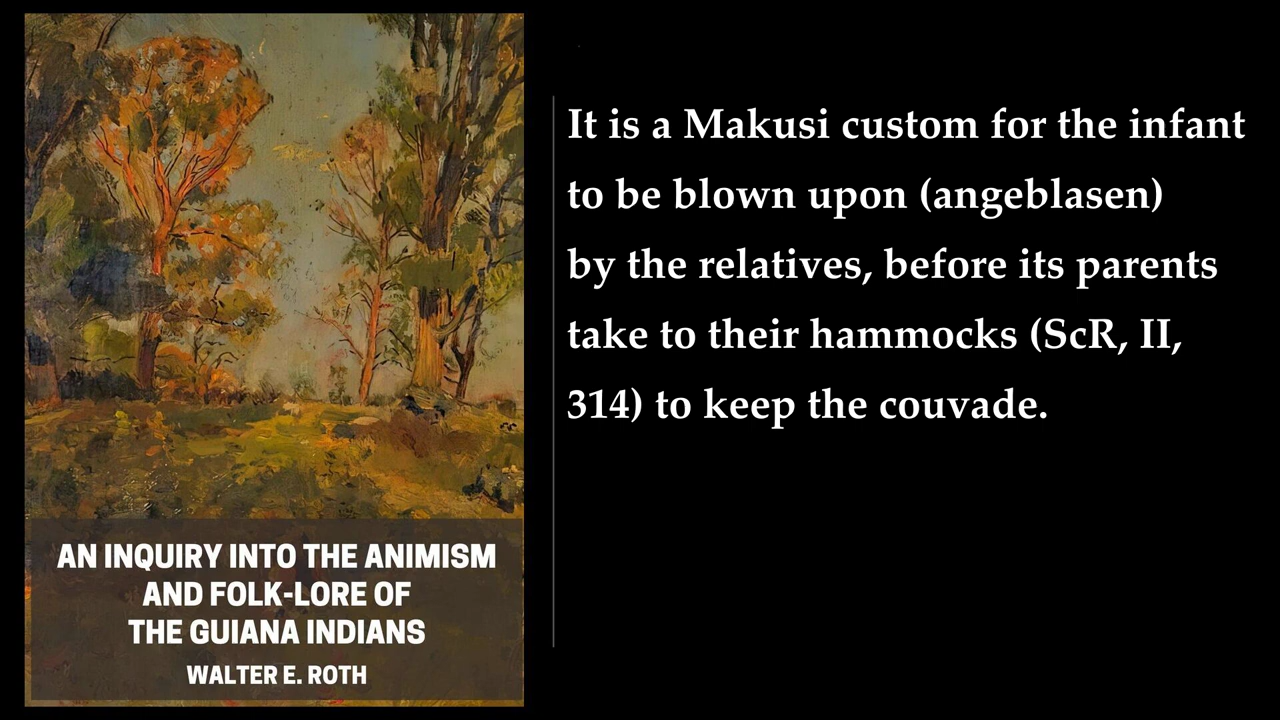 It is a Makusi custom for the infant
to be blown upon (angeblasen)
by the relatives, before its parents
take to their hammocks (ScR, II,
314) to keep the couvade.
AN INQUIRY INTO THE ANIMISM
AND FOLK-LORE OF
THE GUIANA INDIANS
WALTER E. ROTH